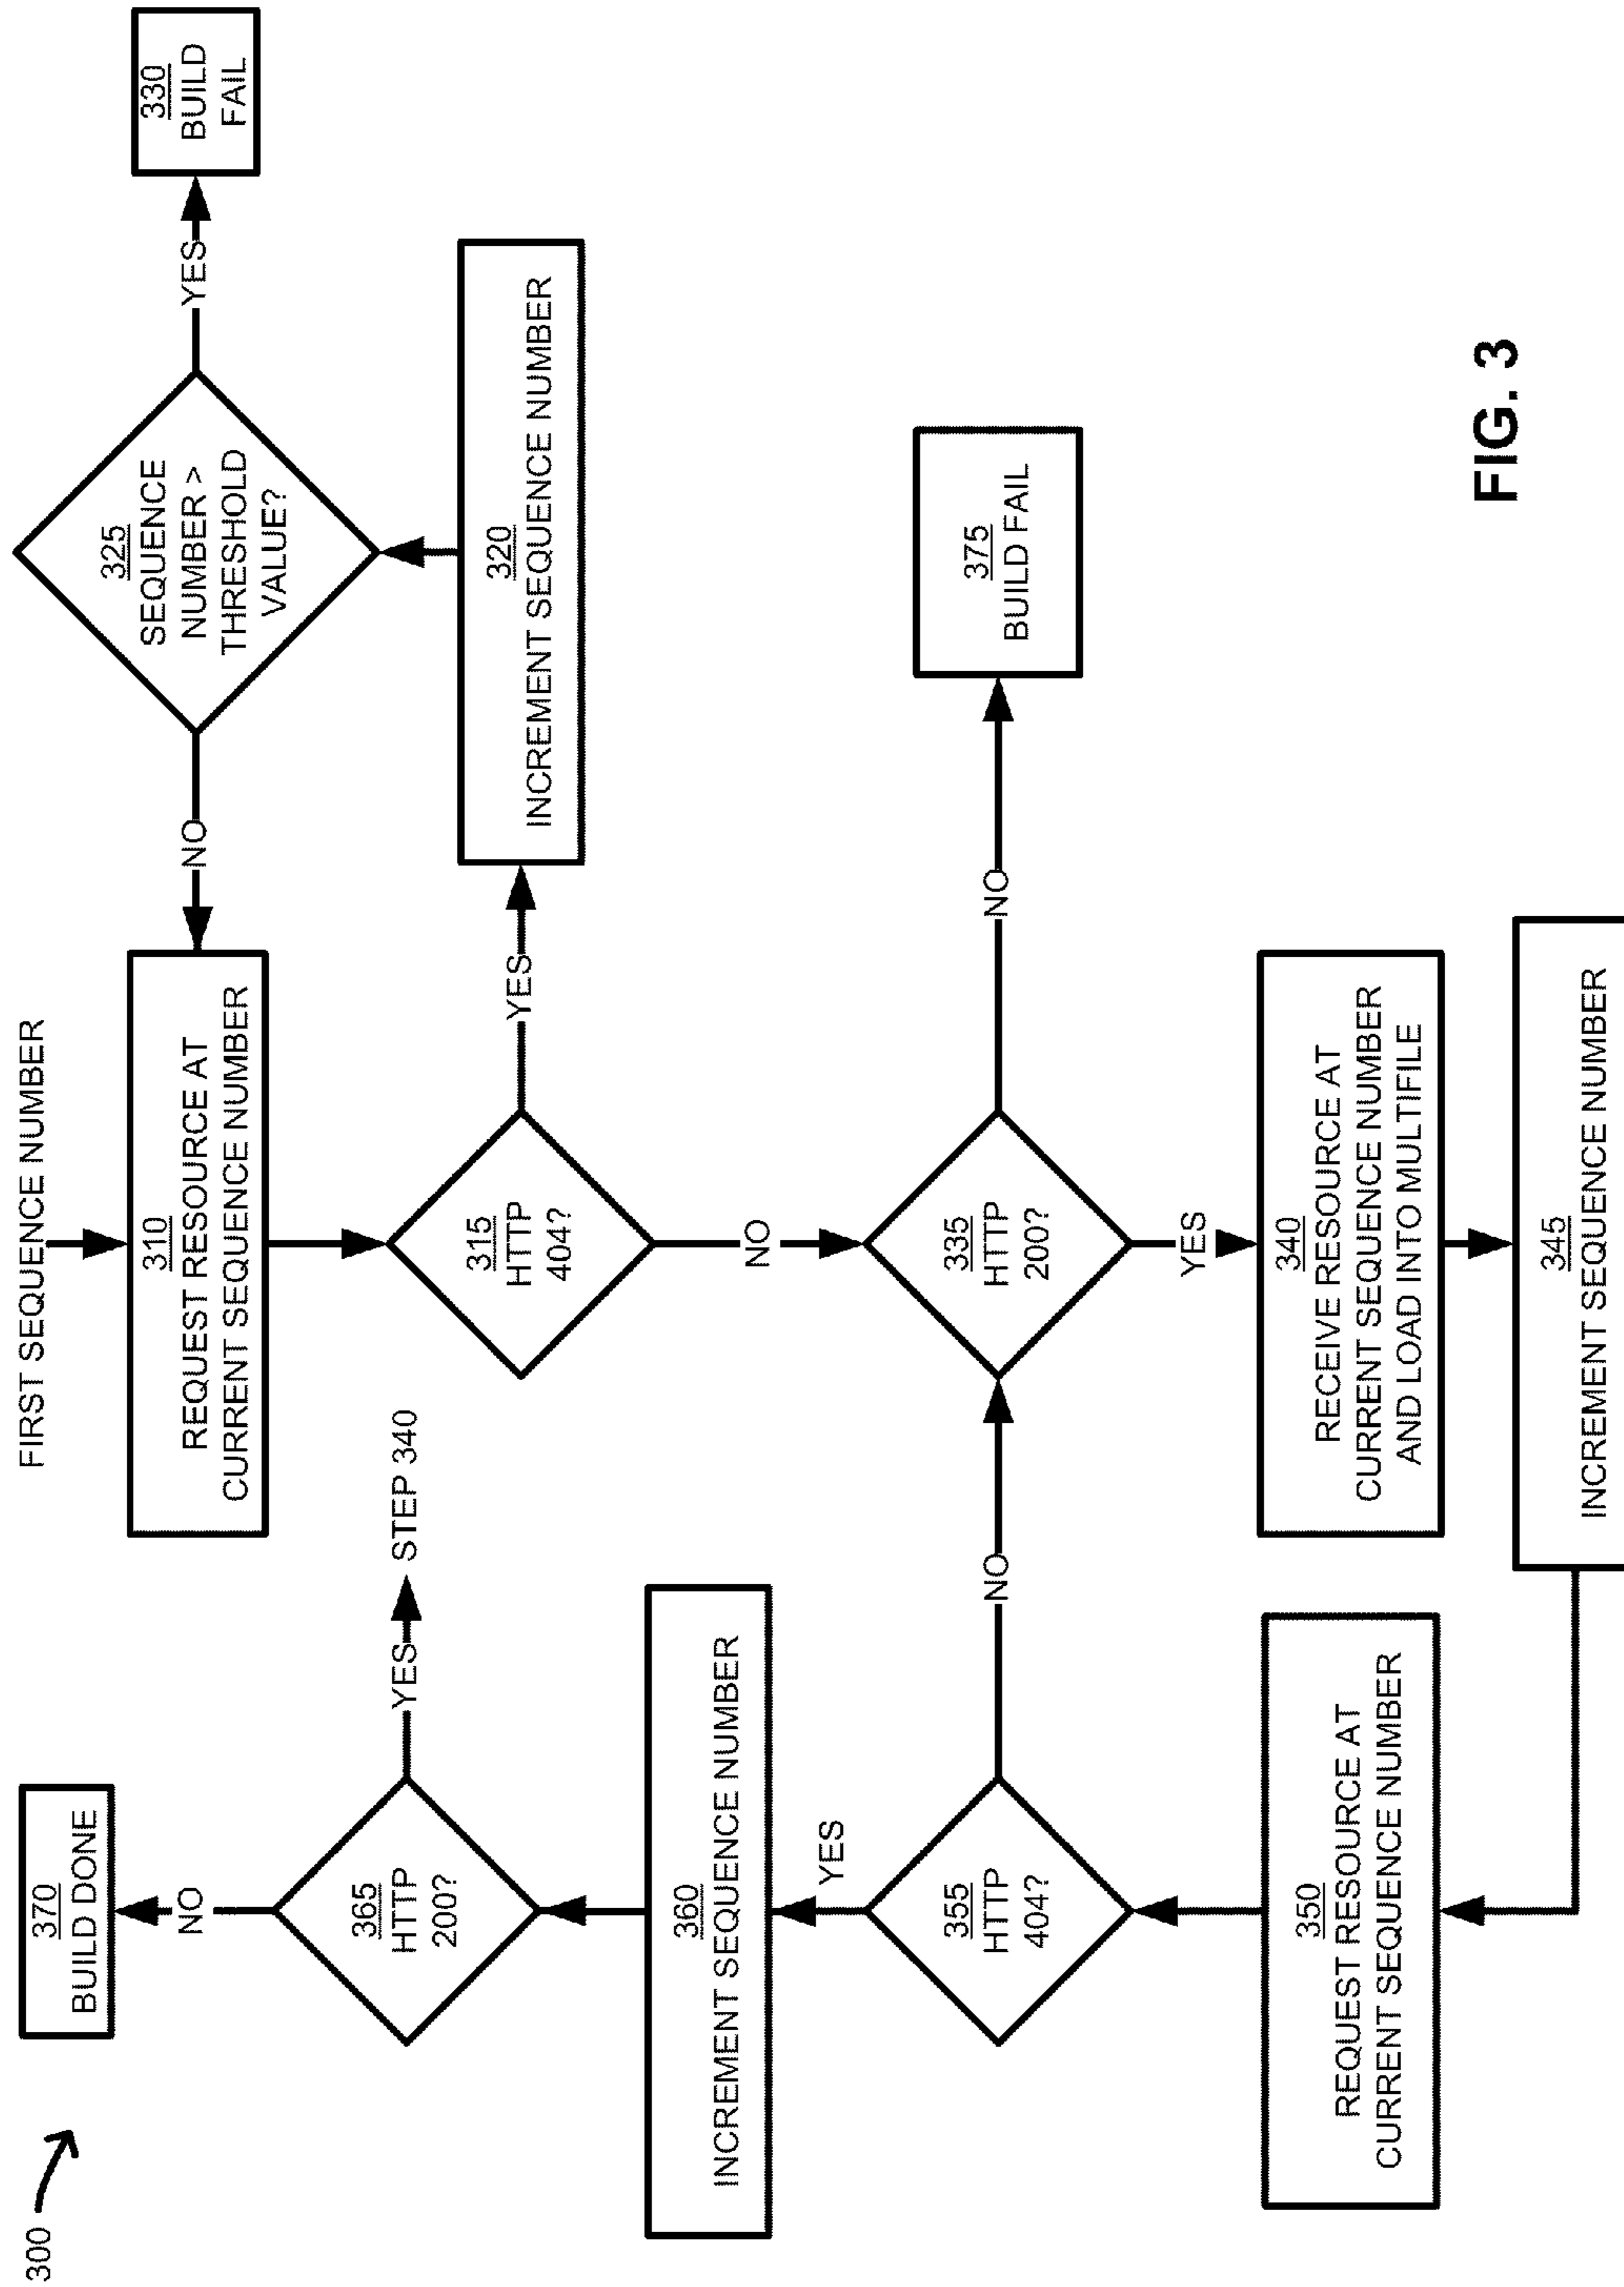 300
FIRST SEQUENCE NUMBER
310
REQUEST RESOURCE AT
CURRENT SEQUENCE NUMBER
NO
325
SEQUENCE
NUMBER >
THRESHOLD
VALUE?
YES
330
BUILD
FAIL
315
HTTP
404?
YES
320
INCREMENT SEQUENCE NUMBER
NO
370
BUILD DONE
NO
365
HTTP
200?
YES
STEP 340
360
INCREMENT SEQUENCE NUMBER
YES
355
HTTP
404?
NO
335
HTTP
200?
NO
375
BUILD FAIL
YES
350
REQUEST RESOURCE AT
CURRENT SEQUENCE NUMBER
340
RECEIVE RESOURCE AT
CURRENT SEQUENCE NUMBER
AND LOAD INTO MULTIFILE
345
INCREMENT SEQUENCE NUMBER
FIG. 3